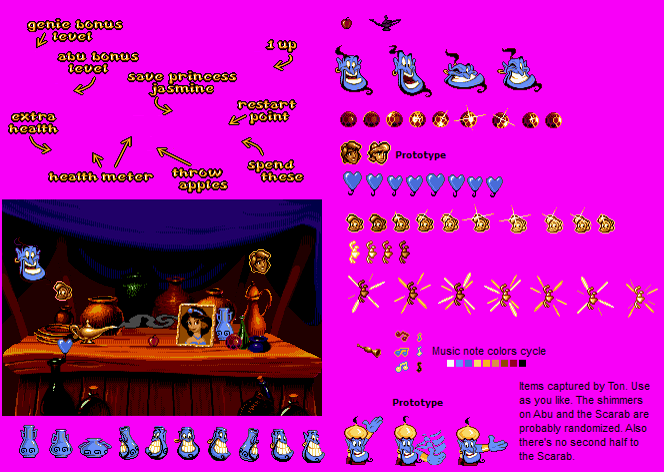 genie bonus
level
1 up
abu bonus
level
save princess
jasmine
restart
point
extra
health
health meter
throw
apples
spend
these
Prototype
Music note colors cycle
Prototype
Items captured by Ton. Use
as you like. The shimmers
on Abu and the Scarab are
probably randomized. Also
there's no second half to
the Scarab.